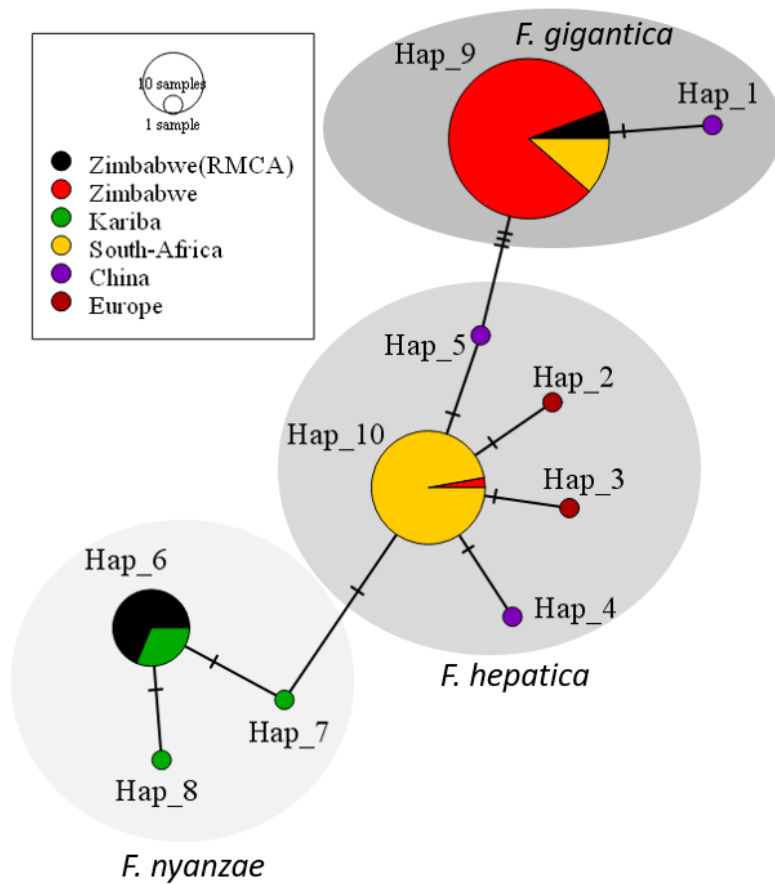 F. gigantica
Hap_9
Hap_1
10 samples
1 sample
Zimbabwe(RMCA)
Zimbabwe
Kariba
South-Africa
China
Europe
Hap_5
Hap_2
Hap_10
Hap_3
Hap_4
F. hepatica
Hap_6
Hap_7
Hap_8
F. nyanzae